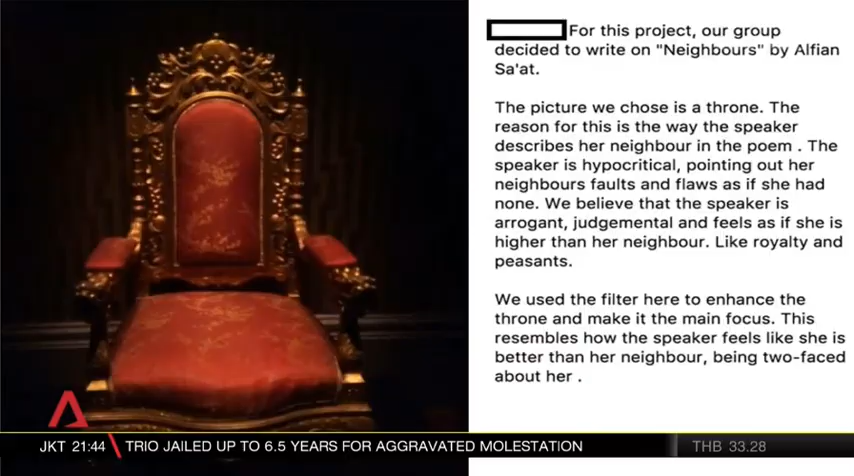 For this project, our group
decided to write on "Neighbours" by Alfian
Sa'at.
The picture we chose is a throne. The
reason for this is the way the speaker
describes her neighbour in the poem . The
speaker is hypocritical, pointing out her
neighbours faults and flaws as if she had
none. We believe that the speaker is
arrogant, judgemental and feels as if she is
higher than her neighbour. Like royalty and
peasants.
We used the filter here to enhance the
throne and make it the main focus. This
resembles how the speaker feels like she is
better than her neighbour, being two-faced
about her .
JKT 21:44 TRIO JAILED UP TO 6.5 YEARS FOR AGGRAVATED MOLESTATION THB 33.28